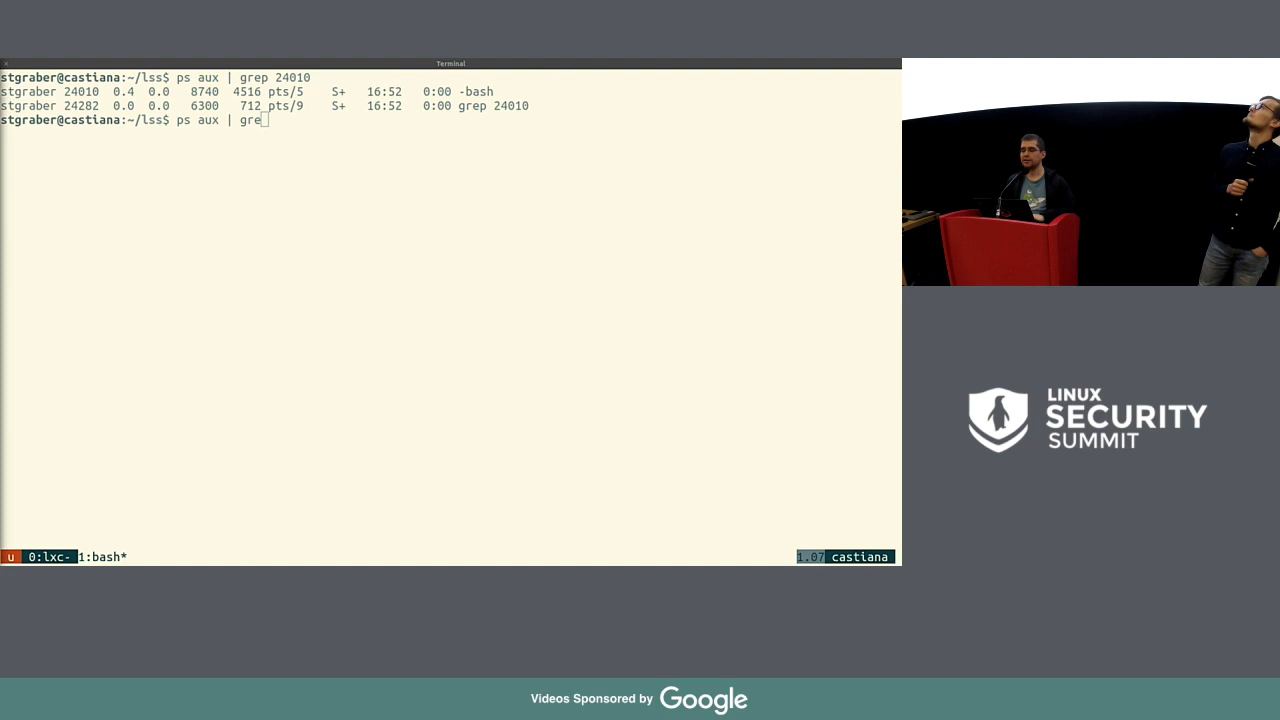 Terminal
stgraber@castiana:~/lss$ ps aux | grep 24010
stgraber 24010  0.4  0.0   8740  4516 pts/5    S+   16:52   0:00 -bash
stgraber 24282  0.0  0.0   6300   712 pts/9    S+   16:52   0:00 grep 24010
stgraber@castiana:~/lss$ ps aux | gre
u 0:lxc- 1:bash* 1.07 castiana
LINUX
SECURITY
SUMMIT
Videos Sponsored by Google